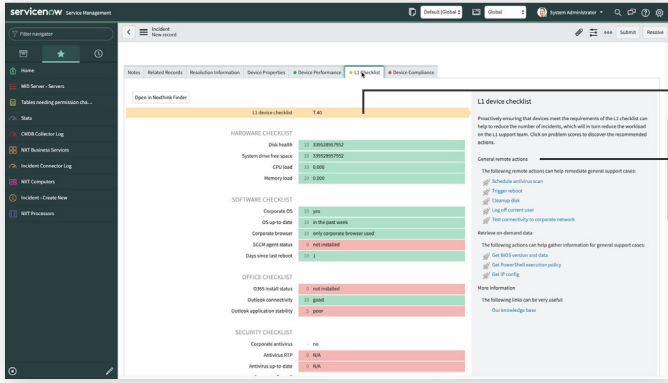 servicenow Service Management
Default [Global
Global
System Administrator
Filter navigator
Incident
New record
Submit
Resolve
Home
MID Server - Servers
Tables needing permission cha...
Stats
CMDB Collector Log
NXT Business Services
Incident Connector Log
NXT Computers
Incident - Create New
NXT Processors
Notes
Related Records
Resolution Information
Device Properties
Device Performance
L1 Checklist
Device Compliance
Open in Nexthink Finder
L1 device checklist 7.40
HARDWARE CHECKLIST
Disk health 10 339528957952
System drive free space 10 339528957952
CPU load 10 0.000
Memory load 10 0.000
SOFTWARE CHECKLIST
Corporate OS 10 yes
OS up-to-date 10 in the past week
Corporate browser 10 only corporate browser used
SCCM agent status 0 not installed
Days since last reboot 10 1
OFFICE CHECKLIST
O365 install status 0 not installed
Outlook connectivity 10 good
Outlook application stability 0 poor
SECURITY CHECKLIST
Corporate antivirus - no
Antivirus RTP 0 N/A
Antivirus up-to-date 0 N/A
L1 device checklist
Proactively ensuring that devices meet the requirements of the L1 checklist can
help to reduce the number of incidents, which will in turn reduce the workload
on the L1 support team. Click on problem scores to discover the recommended
actions.
General remote actions
The following remote actions can help remediate general support cases:
Schedule antivirus scan
Trigger reboot
Cleanup disk
Log off current user
Test connectivity to corporate network
Retrieve on-demand data
The following actions can help gather information for general support cases:
Get BIOS version and data
Get PowerShell execution policy
Get IP config
More information
The following links can be very useful:
Our knowledge base